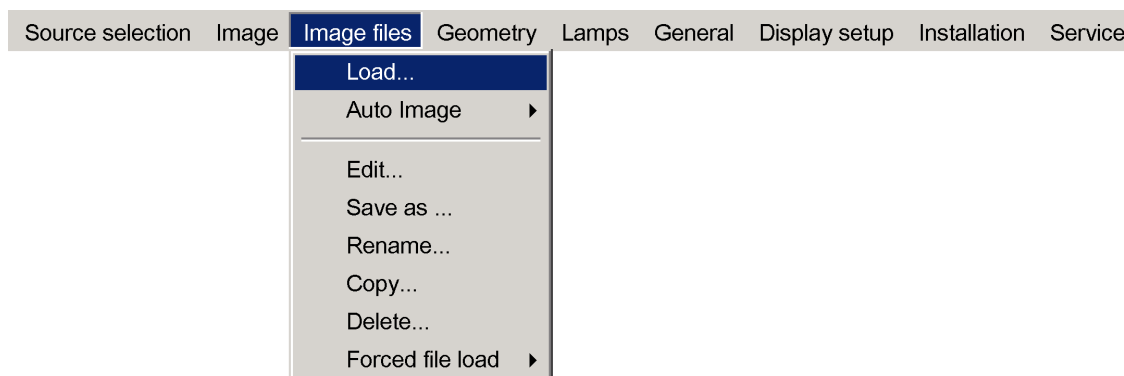 Source selection Image Image files Geometry Lamps General Display setup Installation Service
Load...
Auto Image
Edit...
Save as ...
Rename...
Copy...
Delete...
Forced file load